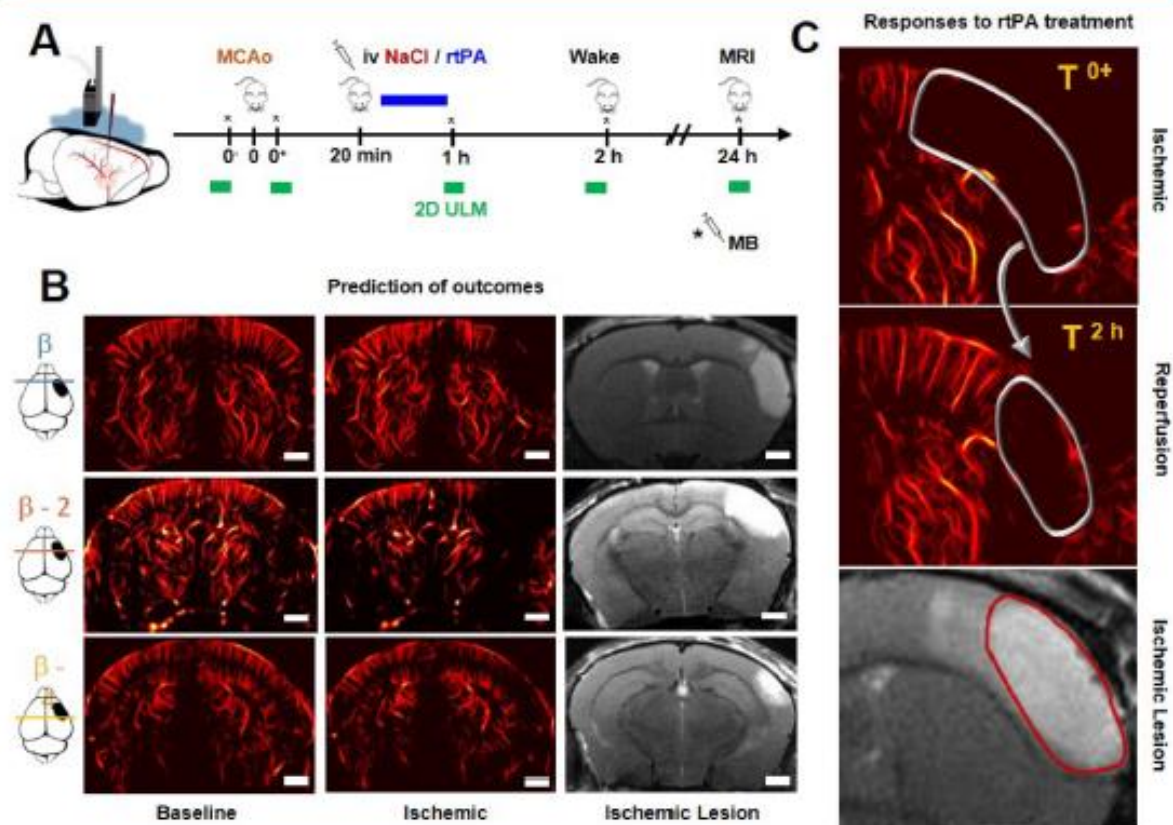 A
MCAo
iv NaCl / rtPA
Wake
MRI
0-
0
0+
20 min
1 h
2 h
24 h
2D ULM
* MB
B
Prediction of outcomes
β
β - 2
β -
Baseline
Ischemic
Ischemic Lesion
C
Responses to rtPA treatment
T 0+
Ischemic
T 2 h
Reperfusion
Ischemic Lesion